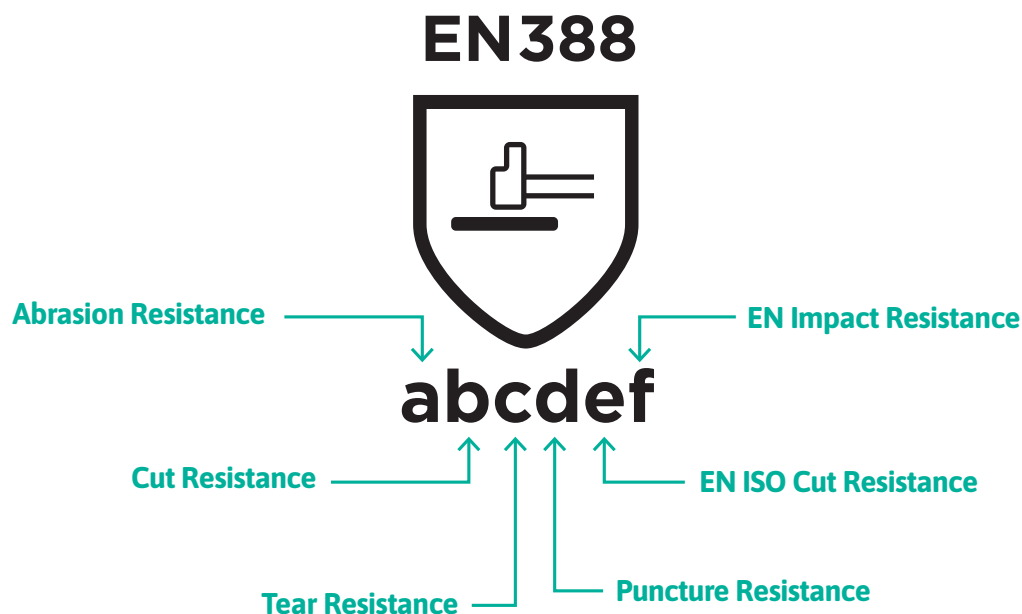 EN388
Abrasion Resistance
EN Impact Resistance
abcdef
Cut Resistance
EN ISO Cut Resistance
Tear Resistance
Puncture Resistance